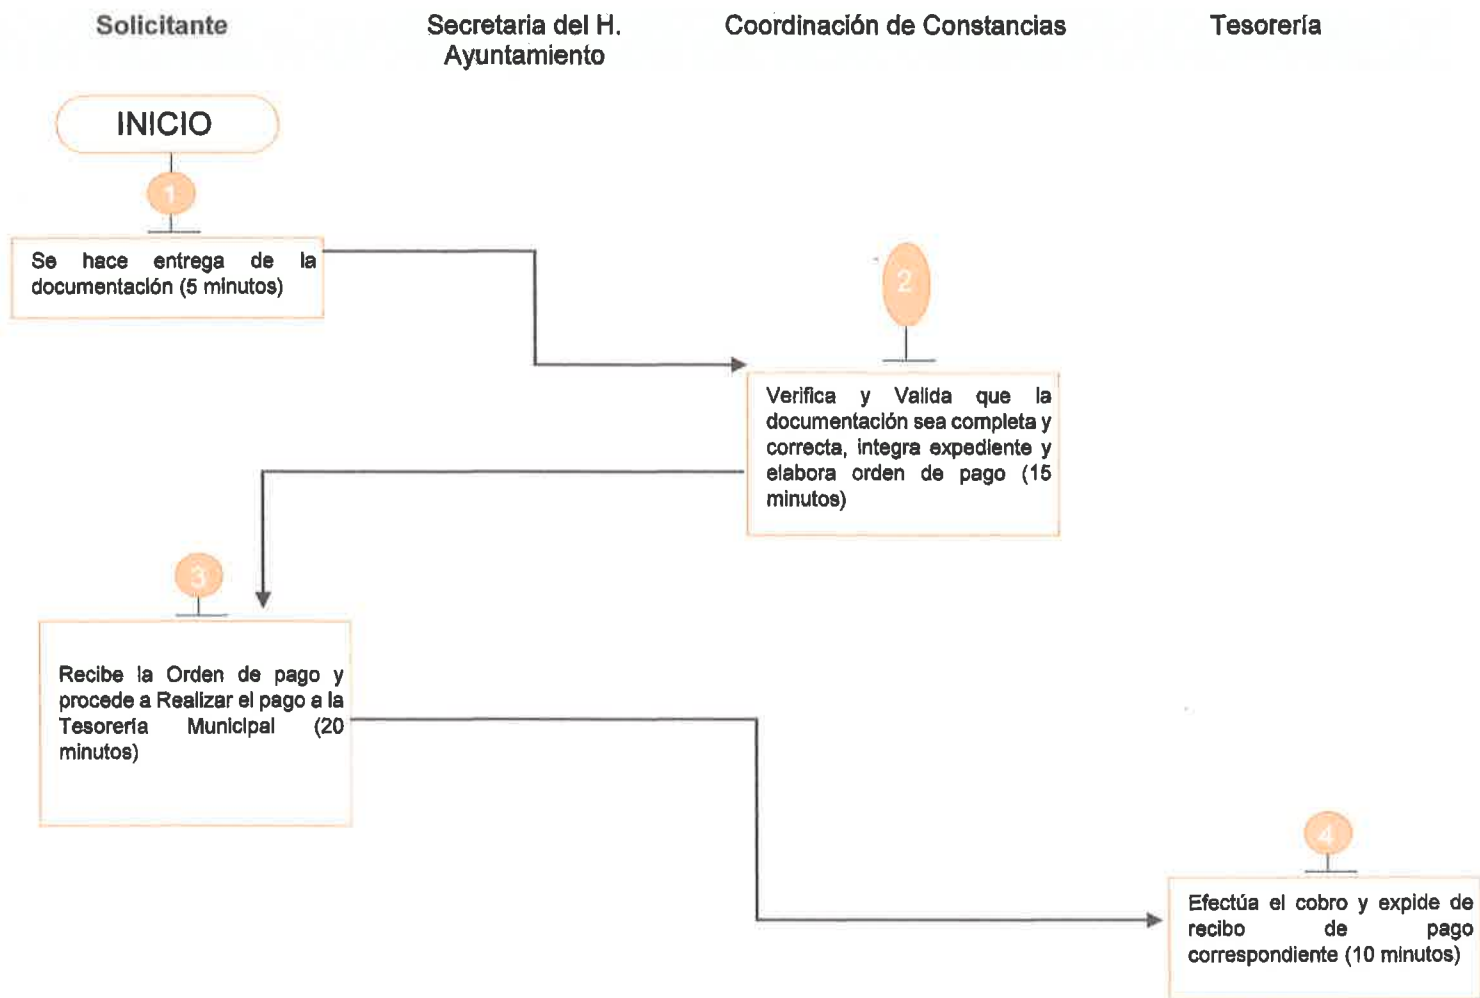 Solicitante
Secretaria del H.
Ayuntamiento
Coordinación de Constancias
Tesorería
INICIO
1
Se hace entrega de la
documentación (5 minutos)
2
Verifica y Valida que la
documentación sea completa y
correcta, integra expediente y
elabora orden de pago (15
minutos)
3
Recibe la Orden de pago y
procede a Realizar el pago a la
Tesorería Municipal (20
minutos)
4
Efectúa el cobro y expide de
recibo de pago
correspondiente (10 minutos)